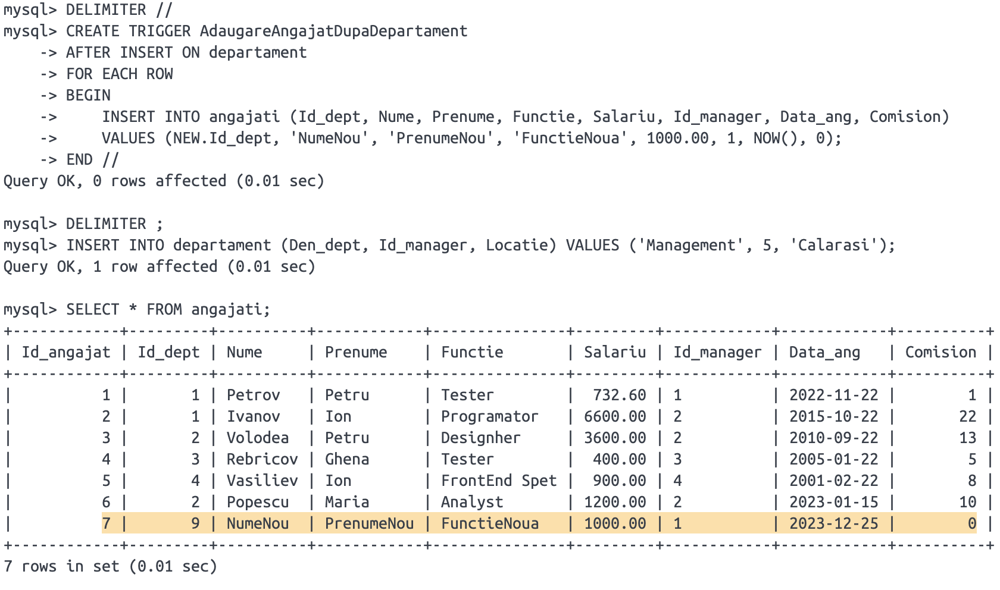 mysql> DELIMITER //
mysql> CREATE TRIGGER AdaugareAngajatDupaDepartament
    -> AFTER INSERT ON departament
    -> FOR EACH ROW
    -> BEGIN
    ->     INSERT INTO angajati (Id_dept, Nume, Prenume, Functie, Salariu, Id_manager, Data_ang, Comision)
    ->     VALUES (NEW.Id_dept, 'NumeNou', 'PrenumeNou', 'FunctieNoua', 1000.00, 1, NOW(), 0);
    -> END //
Query OK, 0 rows affected (0.01 sec)

mysql> DELIMITER ;
mysql> INSERT INTO departament (Den_dept, Id_manager, Locatie) VALUES ('Management', 5, 'Calarasi');
Query OK, 1 row affected (0.01 sec)

mysql> SELECT * FROM angajati;
+------------+---------+----------+------------+---------------+---------+------------+------------+----------+
| Id_angajat | Id_dept | Nume     | Prenume    | Functie       | Salariu | Id_manager | Data_ang   | Comision |
+------------+---------+----------+------------+---------------+---------+------------+------------+----------+
|          1 |       1 | Petrov   | Petru      | Tester        |  732.60 | 1          | 2022-11-22 |        1 |
|          2 |       1 | Ivanov   | Ion        | Programator   | 6600.00 | 2          | 2015-10-22 |       22 |
|          3 |       2 | Volodea  | Petru      | Designher     | 3600.00 | 2          | 2010-09-22 |       13 |
|          4 |       3 | Rebricov | Ghena      | Tester        |  400.00 | 3          | 2005-01-22 |        5 |
|          5 |       4 | Vasiliev | Ion        | FrontEnd Spet |  900.00 | 4          | 2001-02-22 |        8 |
|          6 |       2 | Popescu  | Maria      | Analyst       | 1200.00 | 2          | 2023-01-15 |       10 |
|          7 |       9 | NumeNou  | PrenumeNou | FunctieNoua   | 1000.00 | 1          | 2023-12-25 |        0 |
+------------+---------+----------+------------+---------------+---------+------------+------------+----------+
7 rows in set (0.01 sec)